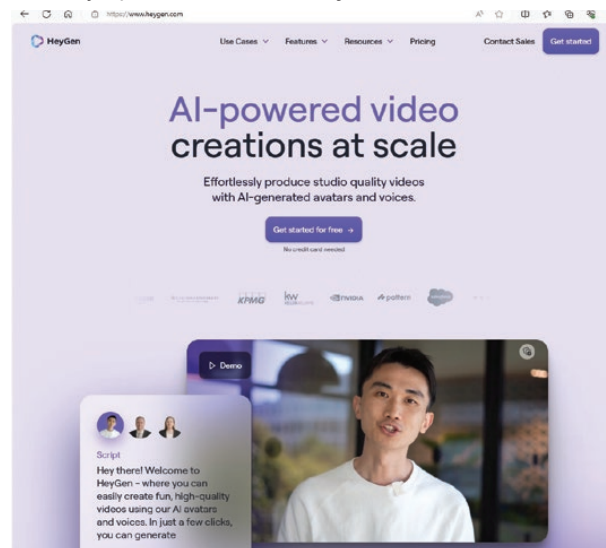 https://www.heygen.com
HeyGen
Use Cases
Features
Resources
Pricing
Contact Sales
Get started
AI-powered video
creations at scale
Effortlessly produce studio quality videos
with AI-generated avatars and voices.
Get started for free →
No credit card needed
KPMG
kw
NVIDIA
pattern
salesforce
Demo
Script
Hey there! Welcome to
HeyGen - where you can
easily create fun, high-quality
videos using our AI avatars
and voices. In just a few clicks,
you can generate